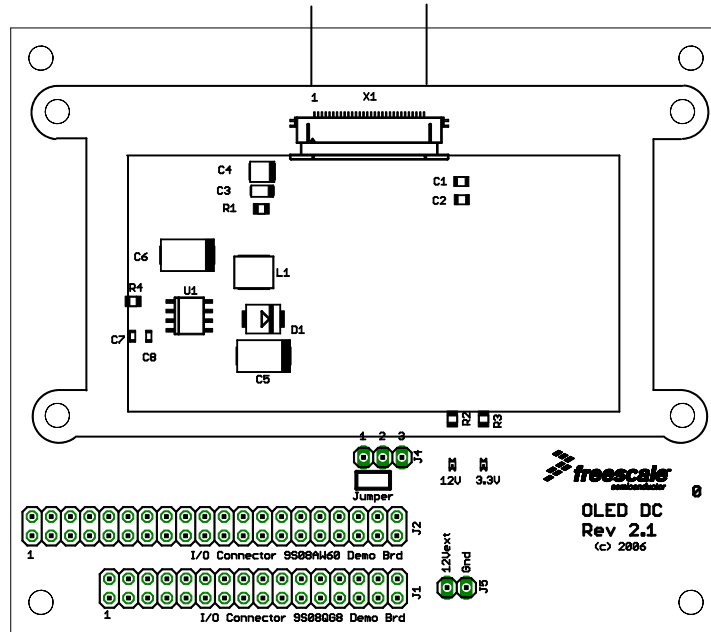 1 X1
C4
C3
R1
C1
C2
C6
L1
R4
U1
D1
C7
C8
C5
R2
R3
1 2 3
J4
Jumper
12V 3.3V
freescale
semiconductor
0
OLED DC
Rev 2.1
(c) 2006
J2
1 I/O Connector 9S08AW60 Demo Brd
12Vext Gnd
J5
J1
1 I/O Connector 9S08QG8 Demo Brd